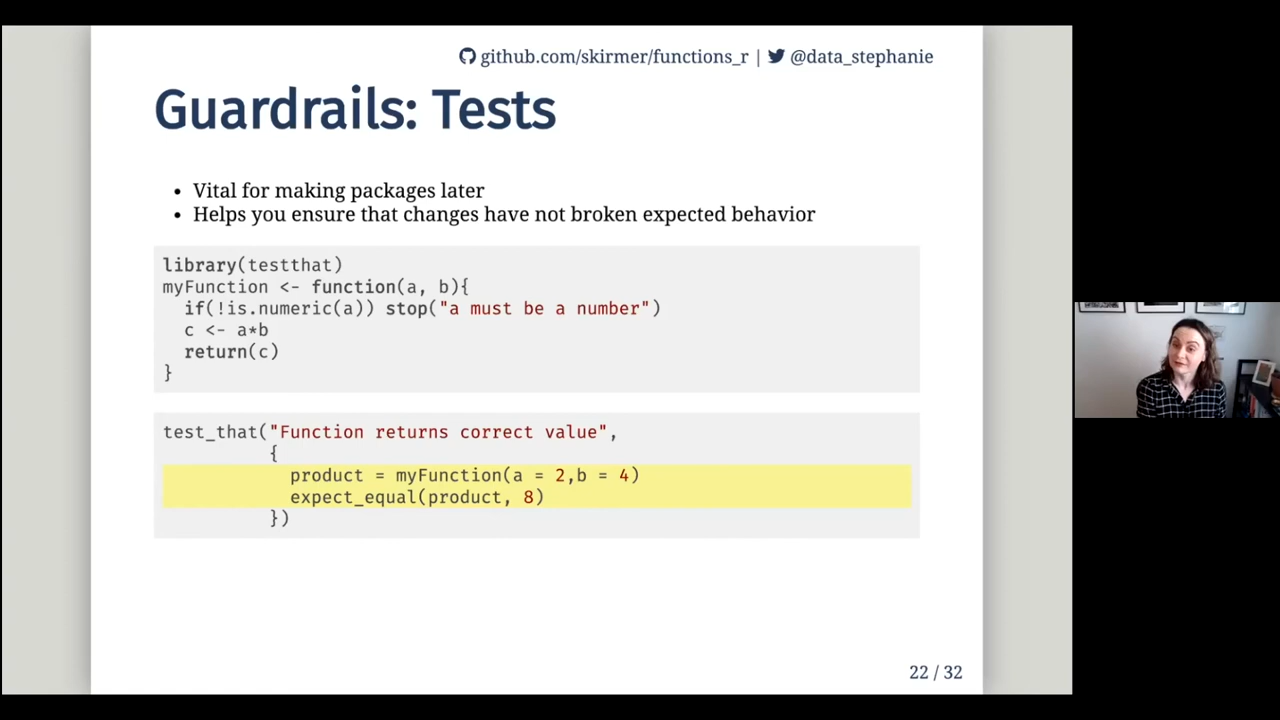 github.com/skirmer/functions_r | @data_stephanie
Guardrails: Tests
• Vital for making packages later
• Helps you ensure that changes have not broken expected behavior
library(testthat)
myFunction <- function(a, b){
  if(!is.numeric(a)) stop("a must be a number")
  c <- a*b
  return(c)
}
test_that("Function returns correct value",
          {
            product = myFunction(a = 2,b = 4)
            expect_equal(product, 8)
          })
22 / 32